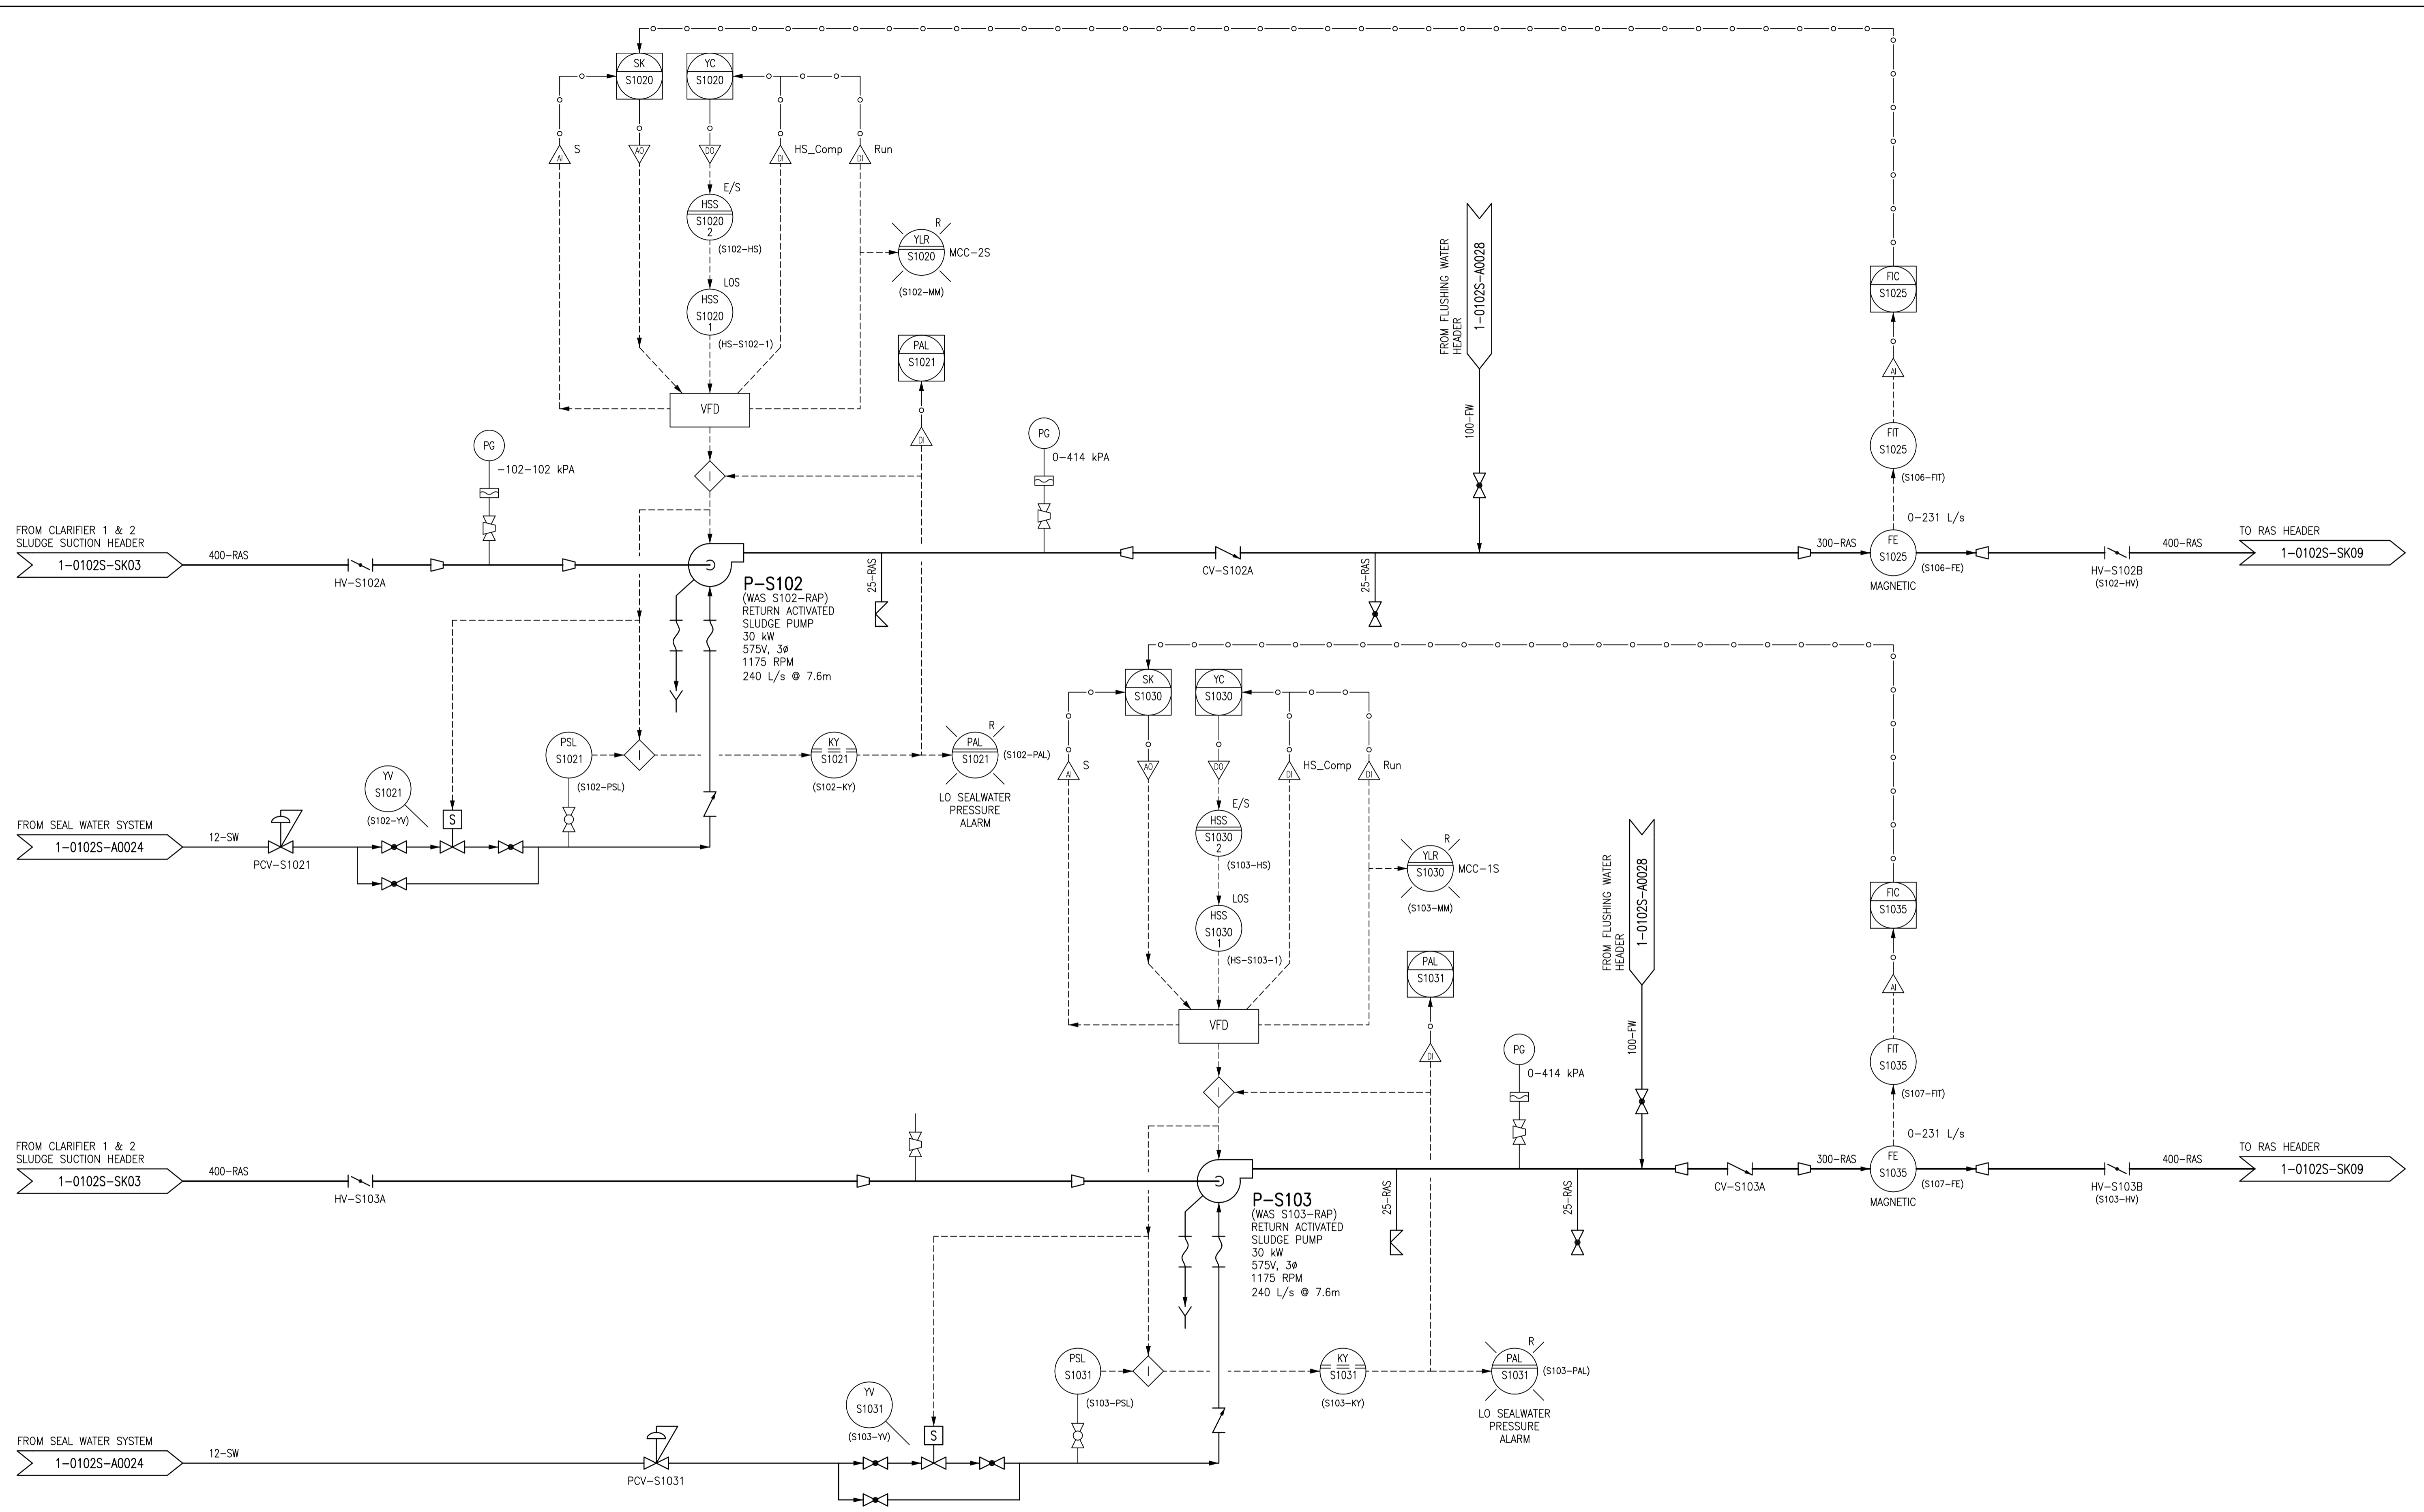 SK
S1020
YC
S1020
S
AI
AO
DO
DI
HS_Comp
DI
Run
E/S
HSS
S1020
2
(S102-HS)
R
YLR
S1020
MCC-2S
(S102-MM)
LOS
HSS
S1020
1
(HS-S102-1)
PAL
S1021
VFD
DI
I
PG
-102-102 kPA
PG
0-414 kPA
FROM FLUSHING WATER
HEADER
1-0102S-A0028
100-FW
FIC
S1025
AI
FIT
S1025
(S106-FIT)
0-231 L/s
FROM CLARIFIER 1 & 2
SLUDGE SUCTION HEADER
1-0102S-SK03
400-RAS
HV-S102A
P-S102
(WAS S102-RAP)
RETURN ACTIVATED
SLUDGE PUMP
30 kW
575V, 3ø
1175 RPM
240 L/s @ 7.6m
25-RAS
CV-S102A
25-RAS
300-RAS
FE
S1025
(S106-FE)
MAGNETIC
HV-S102B
(S102-HV)
400-RAS
TO RAS HEADER
1-0102S-SK09
PSL
S1021
(S102-PSL)
I
KY
S1021
(S102-KY)
R
PAL
S1021
(S102-PAL)
LO SEALWATER
PRESSURE
ALARM
YV
S1021
(S102-YV)
S
FROM SEAL WATER SYSTEM
1-0102S-A0024
12-SW
PCV-S1021
SK
S1030
YC
S1030
S
AI
AO
DO
DI
HS_Comp
DI
Run
E/S
HSS
S1030
2
(S103-HS)
R
YLR
S1030
MCC-1S
(S103-MM)
LOS
HSS
S1030
1
(HS-S103-1)
PAL
S1031
VFD
DI
I
PG
0-414 kPA
FROM FLUSHING WATER
HEADER
1-0102S-A0028
100-FW
FIC
S1035
AI
FIT
S1035
(S107-FIT)
0-231 L/s
FROM CLARIFIER 1 & 2
SLUDGE SUCTION HEADER
1-0102S-SK03
400-RAS
HV-S103A
P-S103
(WAS S103-RAP)
RETURN ACTIVATED
SLUDGE PUMP
30 kW
575V, 3ø
1175 RPM
240 L/s @ 7.6m
25-RAS
25-RAS
CV-S103A
300-RAS
FE
S1035
(S107-FE)
MAGNETIC
HV-S103B
(S103-HV)
400-RAS
TO RAS HEADER
1-0102S-SK09
PSL
S1031
(S103-PSL)
I
KY
S1031
(S103-KY)
R
PAL
S1031
(S103-PAL)
LO SEALWATER
PRESSURE
ALARM
YV
S1031
(S103-YV)
S
FROM SEAL WATER SYSTEM
1-0102S-A0024
12-SW
PCV-S1031